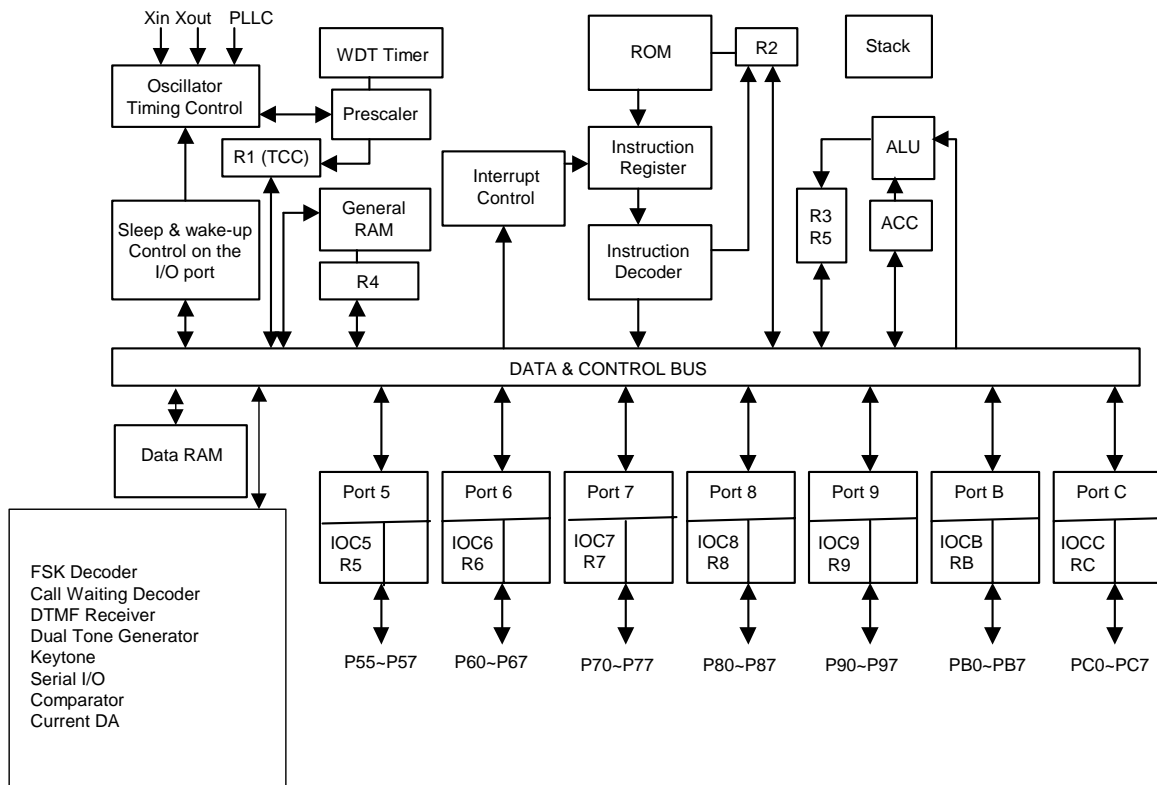 Xin Xout PLLC
Oscillator
Timing Control
WDT Timer
Prescaler
R1 (TCC)
ROM
R2
Stack
Interrupt
Control
Instruction
Register
ALU
Sleep & wake-up
Control on the
I/O port
General
RAM
R4
Instruction
Decoder
R3
R5
ACC
DATA & CONTROL BUS
Data RAM
FSK Decoder
Call Waiting Decoder
DTMF Receiver
Dual Tone Generator
Keytone
Serial I/O
Comparator
Current DA
Port 5
IOC5
R5
P55~P57
Port 6
IOC6
R6
P60~P67
Port 7
IOC7
R7
P70~P77
Port 8
IOC8
R8
P80~P87
Port 9
IOC9
R9
P90~P97
Port B
IOCB
RB
PB0~PB7
Port C
IOCC
RC
PC0~PC7